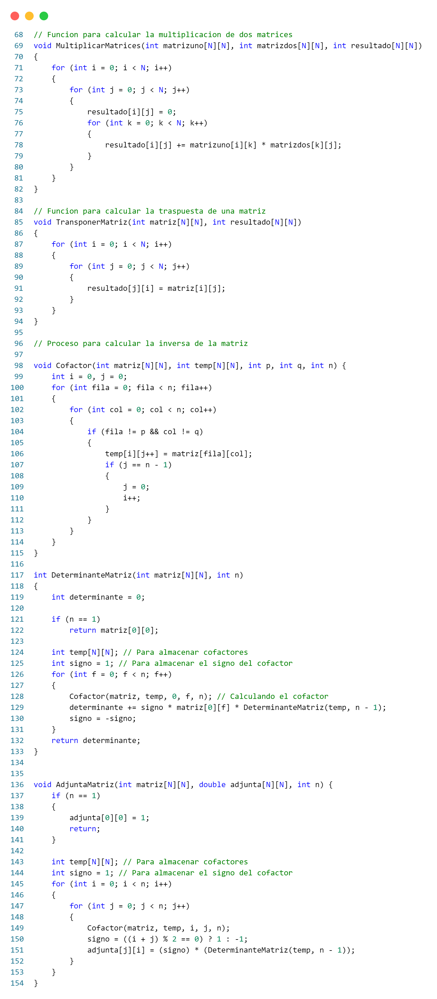 68 // Funcion para calcular la multiplicacion de dos matrices
69 void MultiplicarMatrices(int matrizuno[N][N], int matrizdos[N][N], int resultado[N][N])
70 {
71     for (int i = 0; i < N; i++)
72     {
73         for (int j = 0; j < N; j++)
74         {
75             resultado[i][j] = 0;
76             for (int k = 0; k < N; k++)
77             {
78                 resultado[i][j] += matrizuno[i][k] * matrizdos[k][j];
79             }
80         }
81     }
82 }
83
84 // Funcion para calcular la traspuesta de una matriz
85 void TransponerMatriz(int matriz[N][N], int resultado[N][N])
86 {
87     for (int i = 0; i < N; i++)
88     {
89         for (int j = 0; j < N; j++)
90         {
91             resultado[j][i] = matriz[i][j];
92         }
93     }
94 }
95
96 // Proceso para calcular la inversa de la matriz
97
98 void Cofactor(int matriz[N][N], int temp[N][N], int p, int q, int n) {
99     int i = 0, j = 0;
100     for (int fila = 0; fila < n; fila++)
101     {
102         for (int col = 0; col < n; col++)
103         {
104             if (fila != p && col != q)
105             {
106                 temp[i][j++] = matriz[fila][col];
107                 if (j == n - 1)
108                 {
109                     j = 0;
110                     i++;
111                 }
112             }
113         }
114     }
115 }
116
117 int DeterminanteMatriz(int matriz[N][N], int n)
118 {
119     int determinante = 0;
120
121     if (n == 1)
122         return matriz[0][0];
123
124     int temp[N][N]; // Para almacenar cofactores
125     int signo = 1; // Para almacenar el signo del cofactor
126     for (int f = 0; f < n; f++)
127     {
128         Cofactor(matriz, temp, 0, f, n); // Calculando el cofactor
129         determinante += signo * matriz[0][f] * DeterminanteMatriz(temp, n - 1);
130         signo = -signo;
131     }
132     return determinante;
133 }
134
135
136 void AdjuntaMatriz(int matriz[N][N], double adjunta[N][N], int n) {
137     if (n == 1)
138     {
139         adjunta[0][0] = 1;
140         return;
141     }
142
143     int temp[N][N]; // Para almacenar cofactores
144     int signo = 1; // Para almacenar el signo del cofactor
145     for (int i = 0; i < n; i++)
146     {
147         for (int j = 0; j < n; j++)
148         {
149             Cofactor(matriz, temp, i, j, n);
150             signo = ((i + j) % 2 == 0) ? 1 : -1;
151             adjunta[j][i] = (signo) * (DeterminanteMatriz(temp, n - 1));
152         }
153     }
154 }